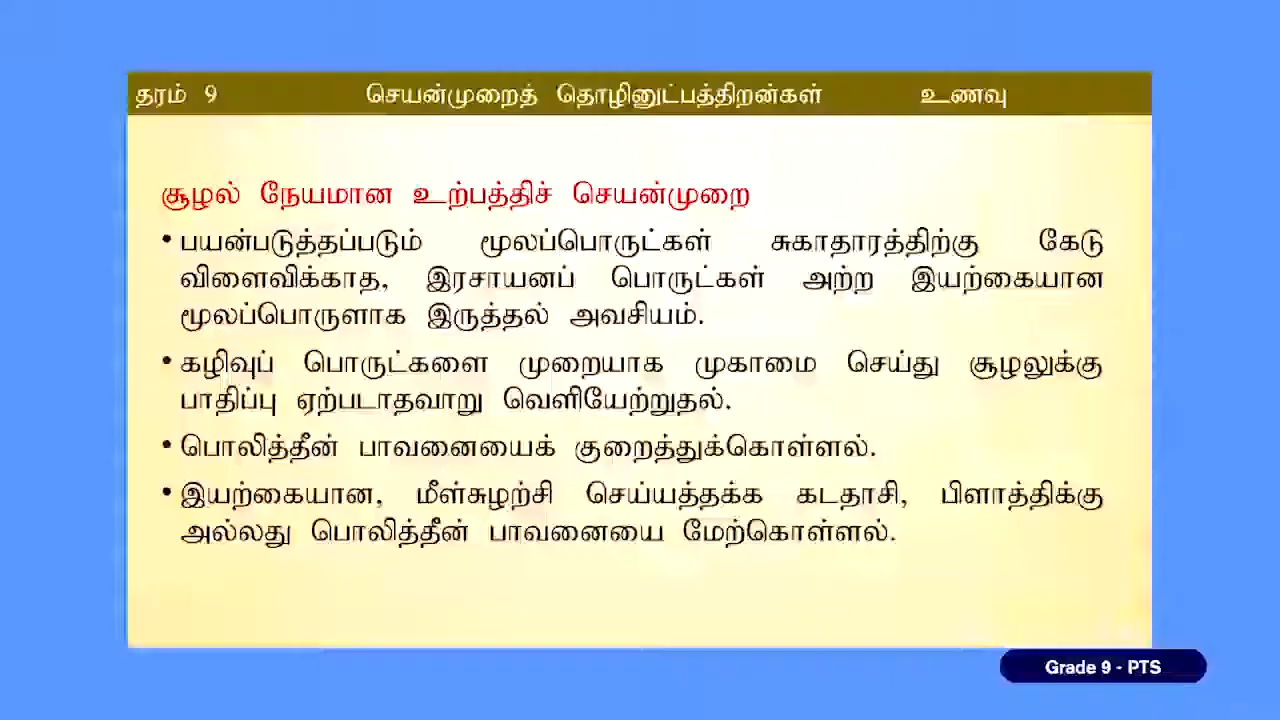 தரம் 9 செயன்முறைத் தொழினுட்பத்திறன்கள் உணவு
சூழல் நேயமான உற்பத்திச் செயன்முறை
• பயன்படுத்தப்படும் மூலப்பொருட்கள் சுகாதாரத்திற்கு கேடு
விளைவிக்காத, இரசாயனப் பொருட்கள் அற்ற இயற்கையான
மூலப்பொருளாக இருத்தல் அவசியம்.
• கழிவுப் பொருட்களை முறையாக முகாமை செய்து சூழலுக்கு
பாதிப்பு ஏற்படாதவாறு வெளியேற்றுதல்.
• பொலித்தீன் பாவனையைக் குறைத்துக்கொள்ளல்.
• இயற்கையான, மீள்சுழற்சி செய்யத்தக்க கடதாசி, பிளாத்திக்கு
அல்லது பொலித்தீன் பாவனையை மேற்கொள்ளல்.
Grade 9 - PTS